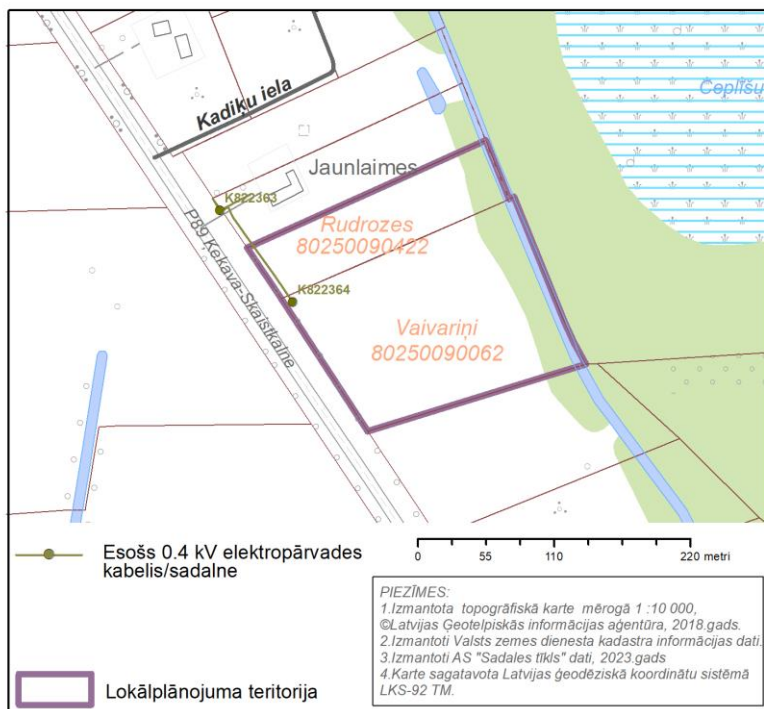 Ceplīšu
Kadiķu iela
Jaunlaimes
K822363
Rudrozes
80250090422
K822364
P89 Ķekava-Skaistkalne
Vaivariņi
80250090062
Esošs 0.4 kV elektropārvades
kabelis/sadalne
0 55 110 220 metri
PIEZĪMES:
1.Izmantota topogrāfiskā karte mērogā 1 :10 000,
©Latvijas Ģeotelpiskās informācijas aģentūra, 2018.gads.
2.Izmantoti Valsts zemes dienesta kadastra informācijas dati.
3.Izmantoti AS "Sadales tīkls" dati, 2023.gads
4.Karte sagatavota Latvijas ģeodēziskā koordinātu sistēmā
LKS-92 TM.
Lokālplānojuma teritorija